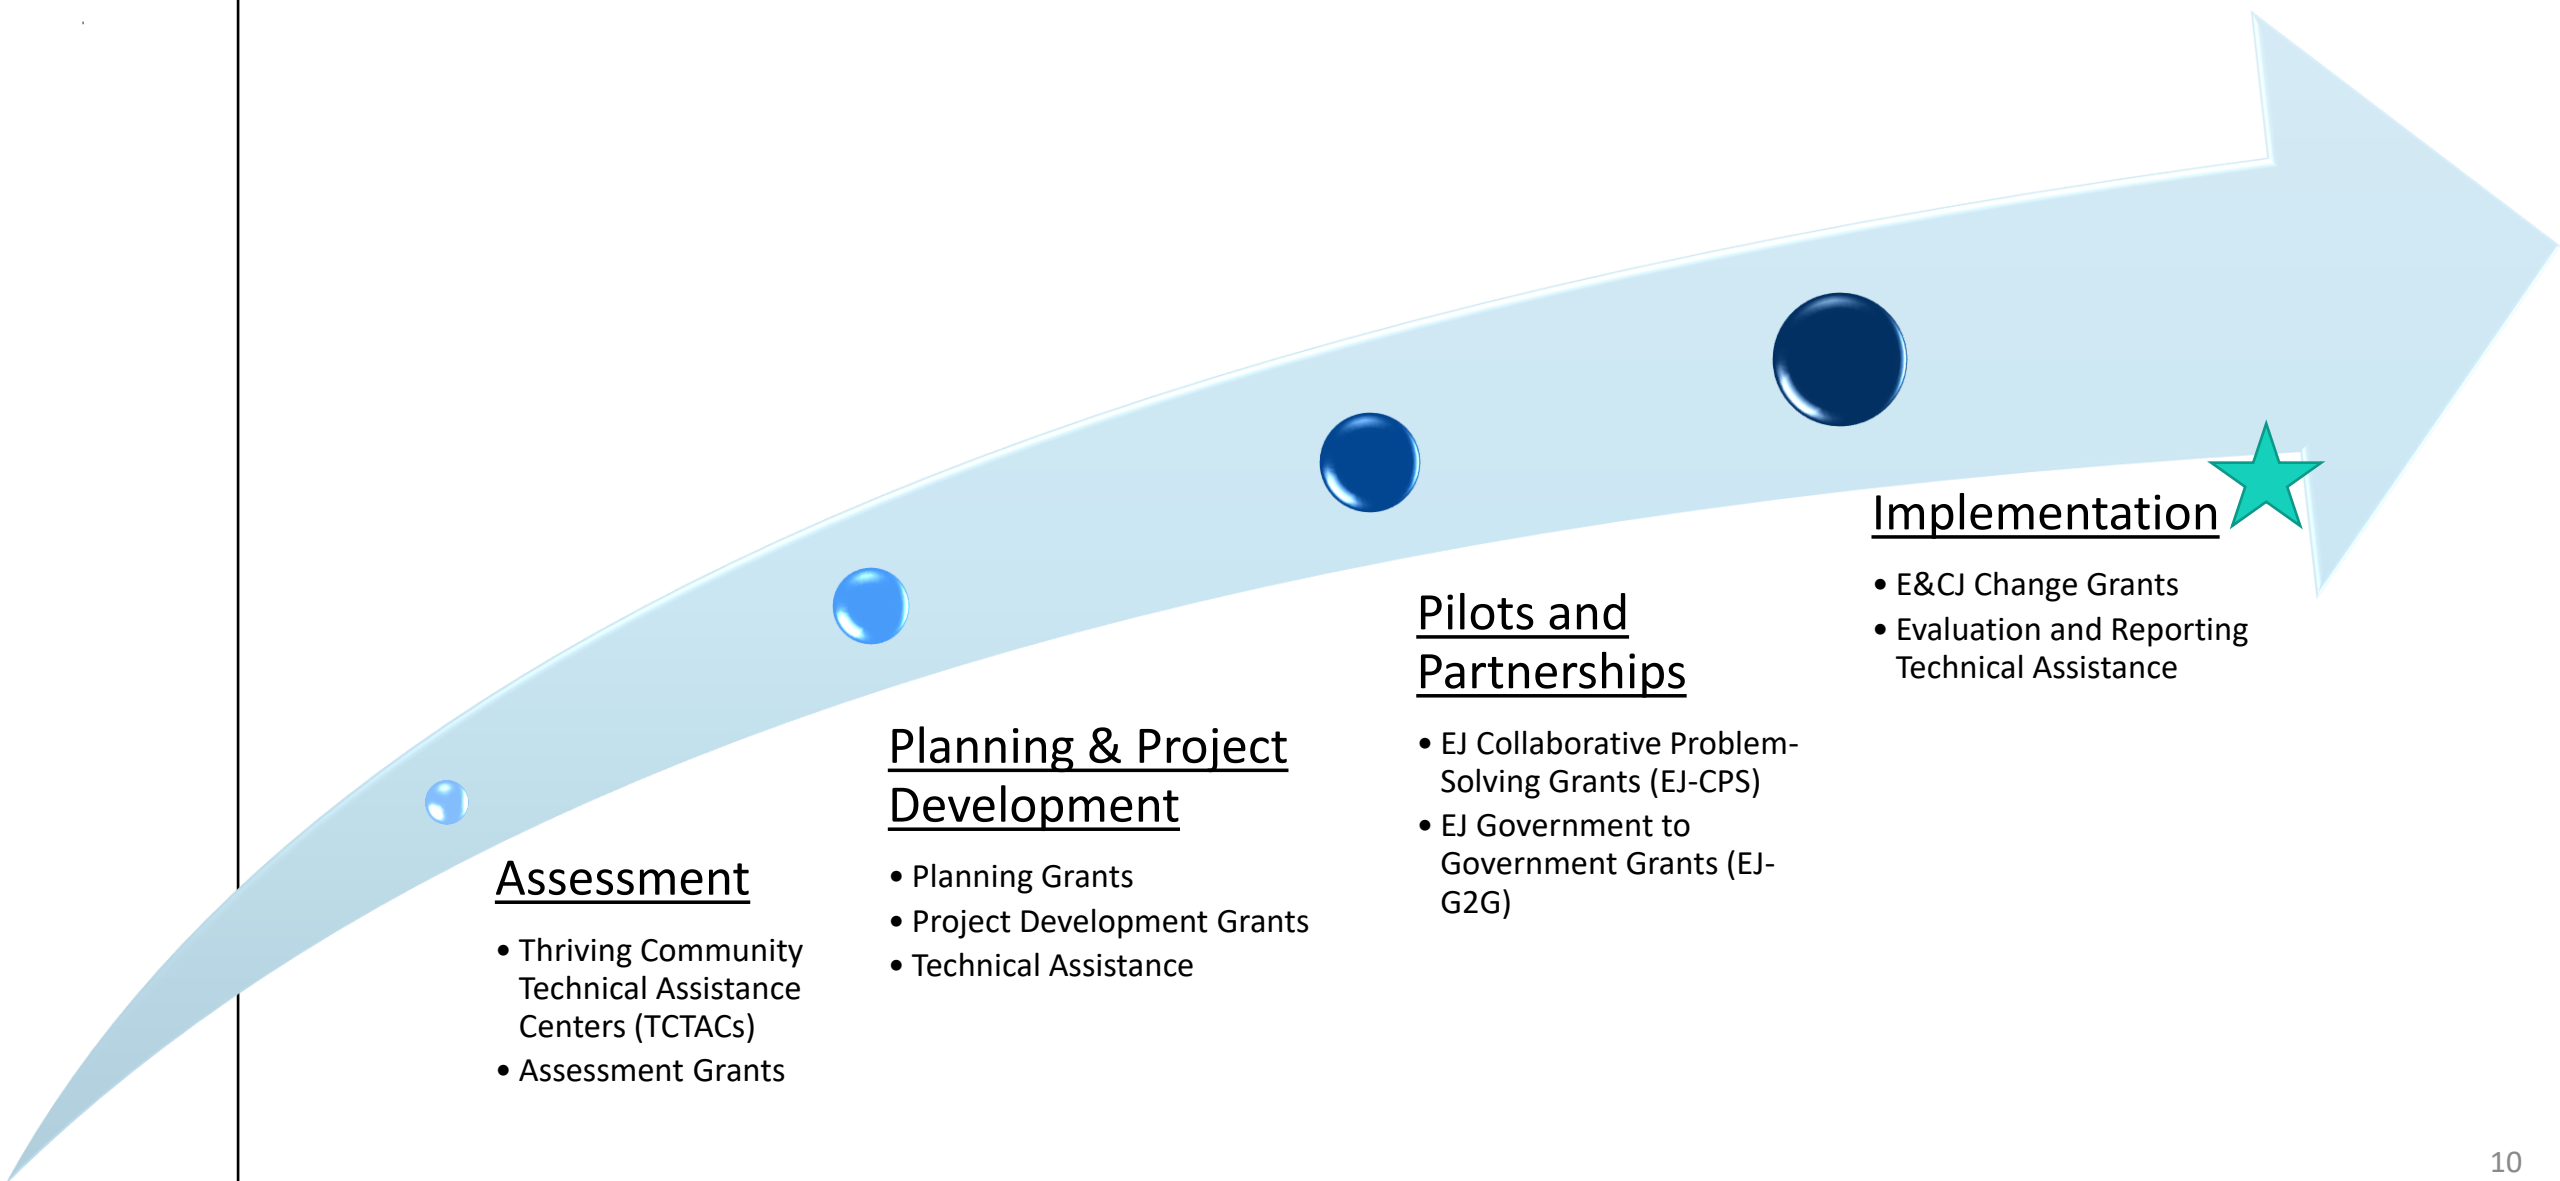 Assessment
• Thriving Community
Technical Assistance
Centers (TCTACs)
• Assessment Grants
Planning & Project
Development
• Planning Grants
• Project Development Grants
• Technical Assistance
Pilots and
Partnerships
• EJ Collaborative Problem-
Solving Grants (EJ-CPS)
• EJ Government to
Government Grants (EJ-
G2G)
Implementation
• E&CJ Change Grants
• Evaluation and Reporting
Technical Assistance
10